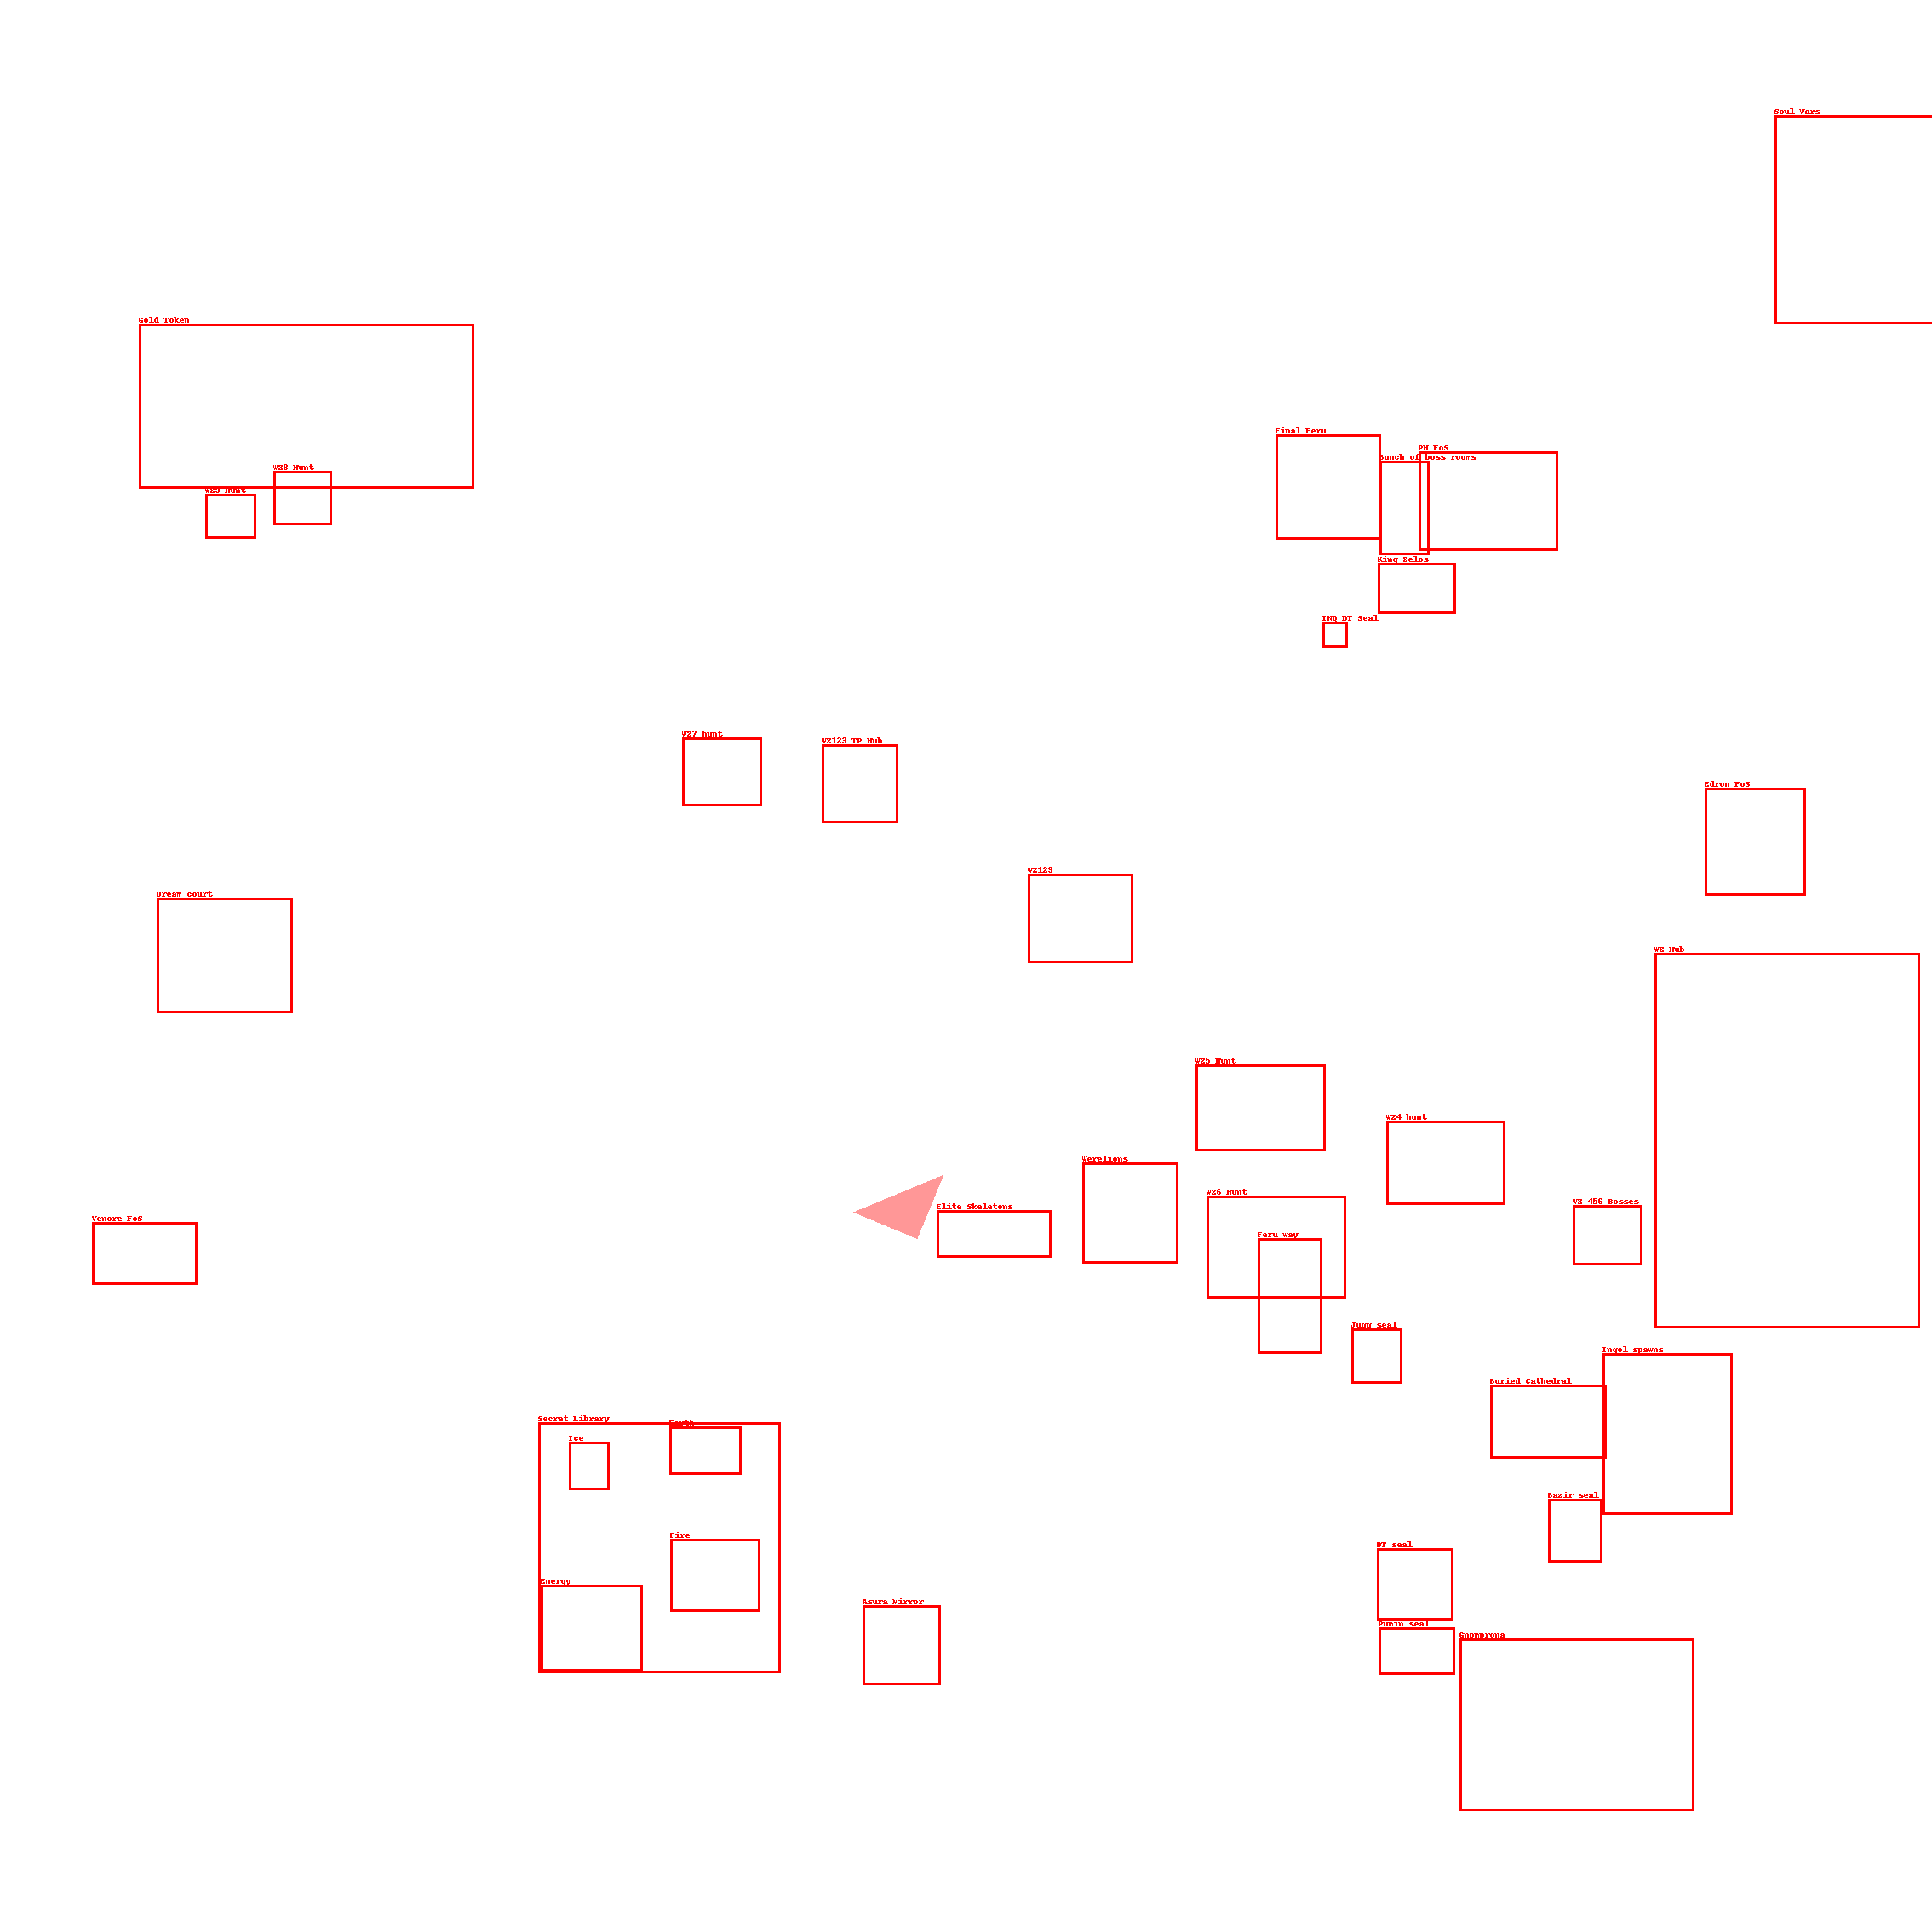 Soul Vars
Gold Token
Final Feru
PH FoS
Bunch of boss rooms
WZ8 Hunt
WZ9 Hunt
King Zelos
INQ DT Seal
WZ7 hunt
WZ123 TP Hub
Edron FoS
WZ123
Dream court
WZ Hub
WZ5 Hunt
WZ4 hunt
Werelions
WZ6 Hunt
WZ 456 Bosses
Elite Skeletons
Venore FoS
Feru way
Jugg seal
Ingol spawns
Buried Cathedral
Secret Library
Earth
Ice
Bazir seal
Fire
DT seal
Energy
Asura Mirror
Pumin seal
Gnomprona